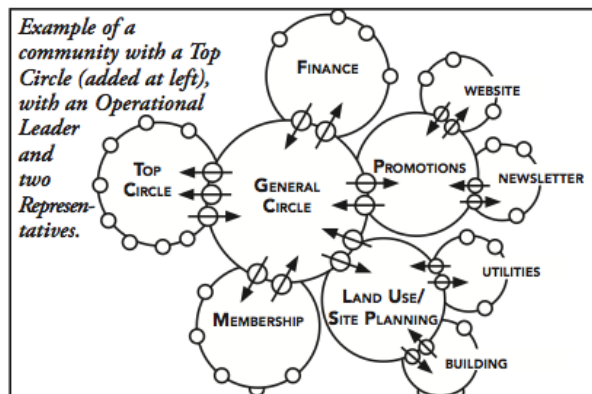 Example of a
community with a Top
Circle (added at left),
with an Operational
Leader
and
two
Represen-
tatives.
FINANCE
WEBSITE
PROMOTIONS
NEWSLETTER
TOP
CIRCLE
GENERAL
CIRCLE
UTILITIES
LAND USE/
SITE PLANNING
MEMBERSHIP
BUILDING